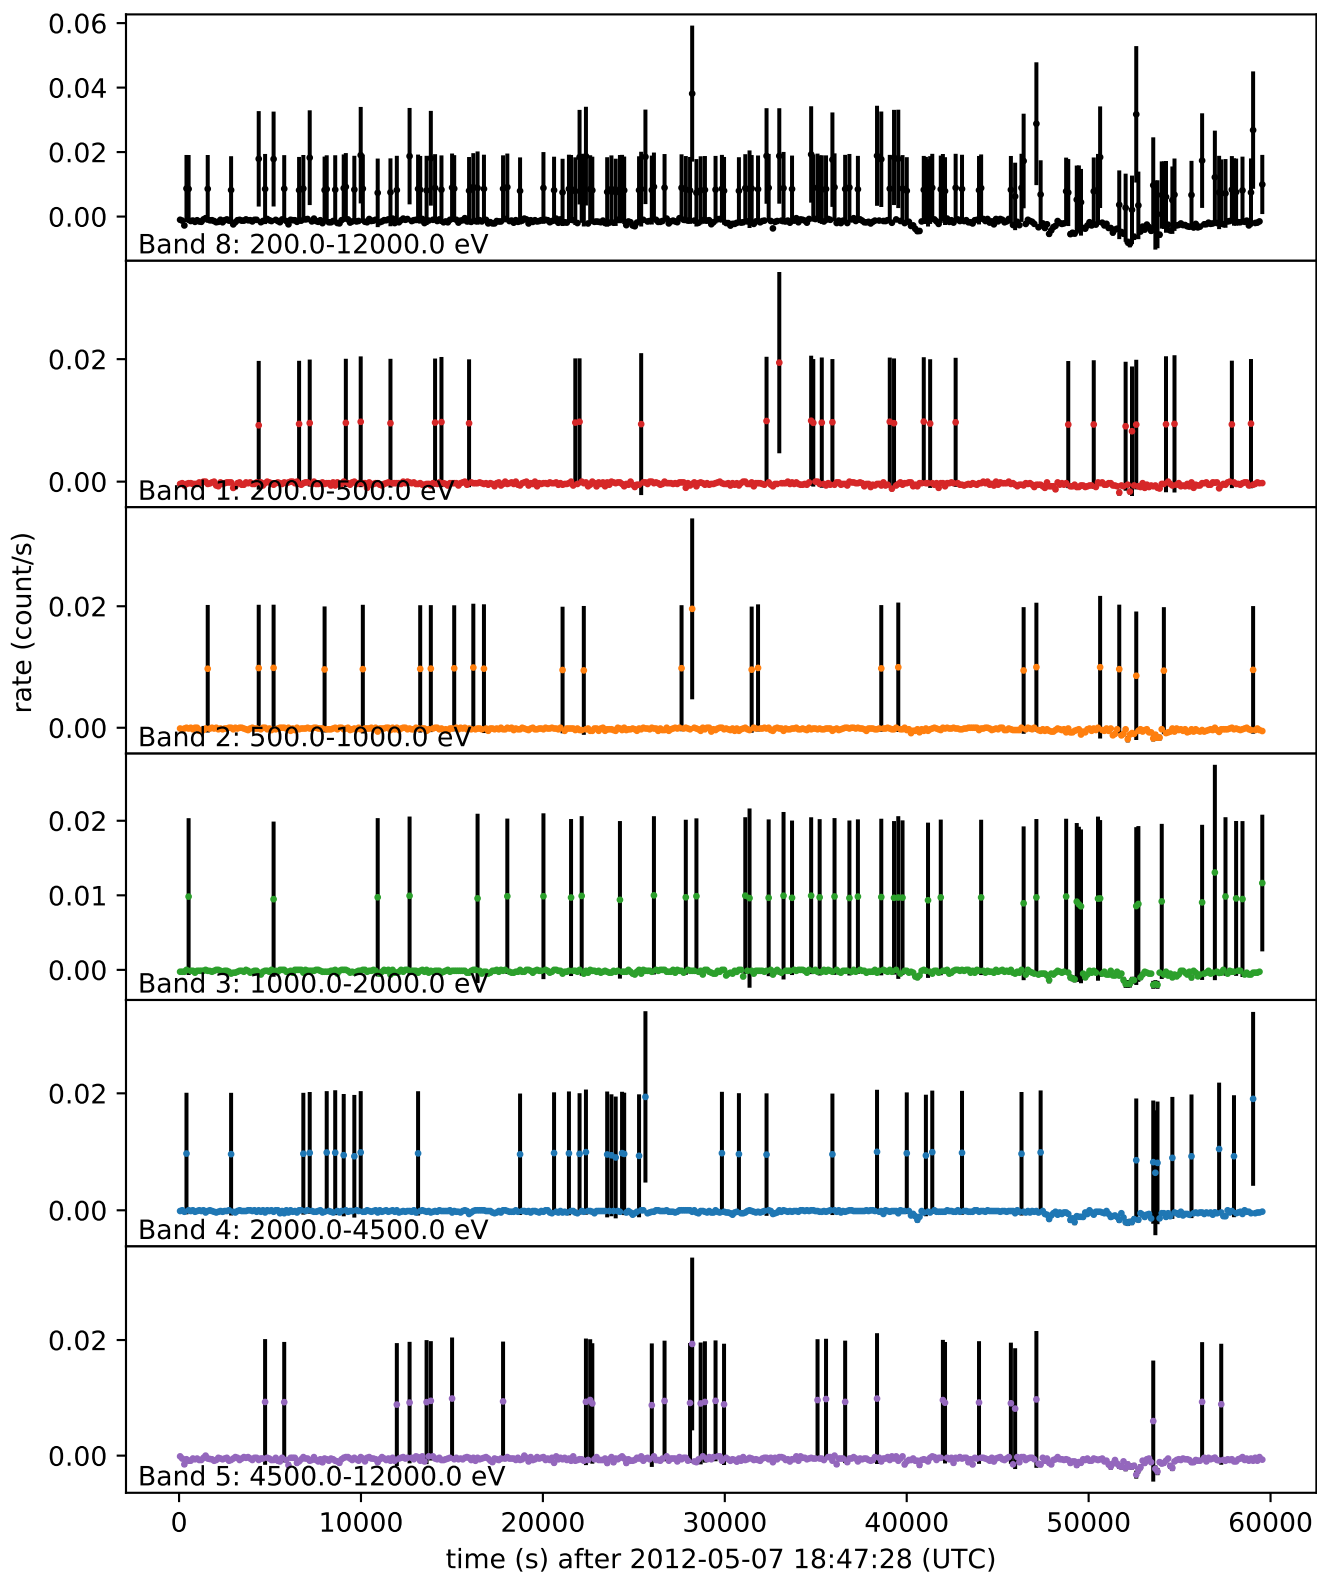 0.06
0.04
0.02
0.00
Band 8: 200.0-12000.0 eV
0.02
0.00
Band 1: 200.0-500.0 eV
rate (count/s)
0.02
0.00
Band 2: 500.0-1000.0 eV
0.02
0.01
0.00
Band 3: 1000.0-2000.0 eV
0.02
0.00
Band 4: 2000.0-4500.0 eV
0.02
0.00
Band 5: 4500.0-12000.0 eV
0 10000 20000 30000 40000 50000 60000
time (s) after 2012-05-07 18:47:28 (UTC)